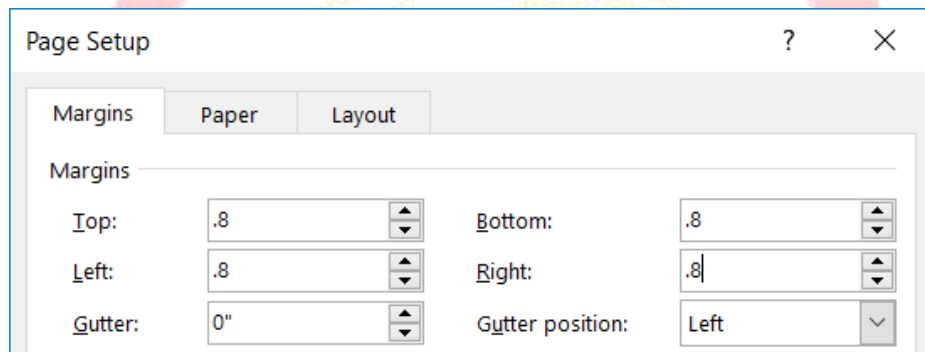 Page Setup ?
Margins Paper Layout
Margins
Top: .8 Bottom: .8
Left: .8 Right: .8
Gutter: 0" Gutter position: Left